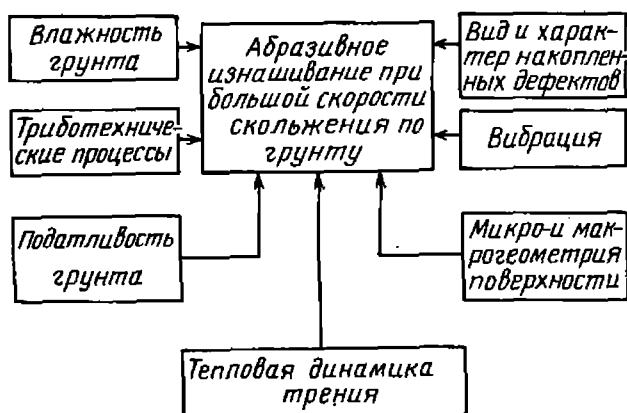 Влажность
грунта
Абразивное
изнашивание при
большой скорости
скольжения по
грунту
Вид и харак-
тер накоплен-
ных дефектов
Триботехниче-
ские процессы
Вибрация
Податливость
грунта
Микро- и мак-
рогеометрия
поверхности
Тепловая динамика
трения